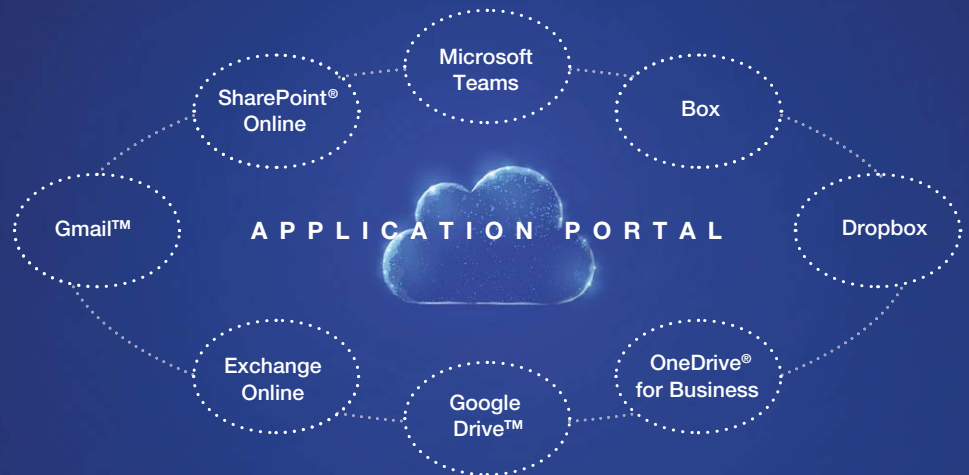 Microsoft
Teams
SharePoint®
Online
Box
Gmail™
APPLICATION PORTAL
Dropbox
Exchange
Online
OneDrive®
for Business
Google
Drive™